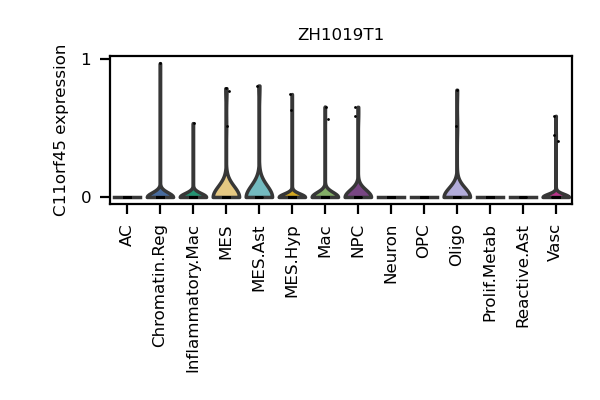 ZH1019T1
C11orf45 expression
1
0
AC
Chromatin.Reg
Inflammatory.Mac
MES
MES.Ast
MES.Hyp
Mac
NPC
Neuron
OPC
Oligo
Prolif.Metab
Reactive.Ast
Vasc